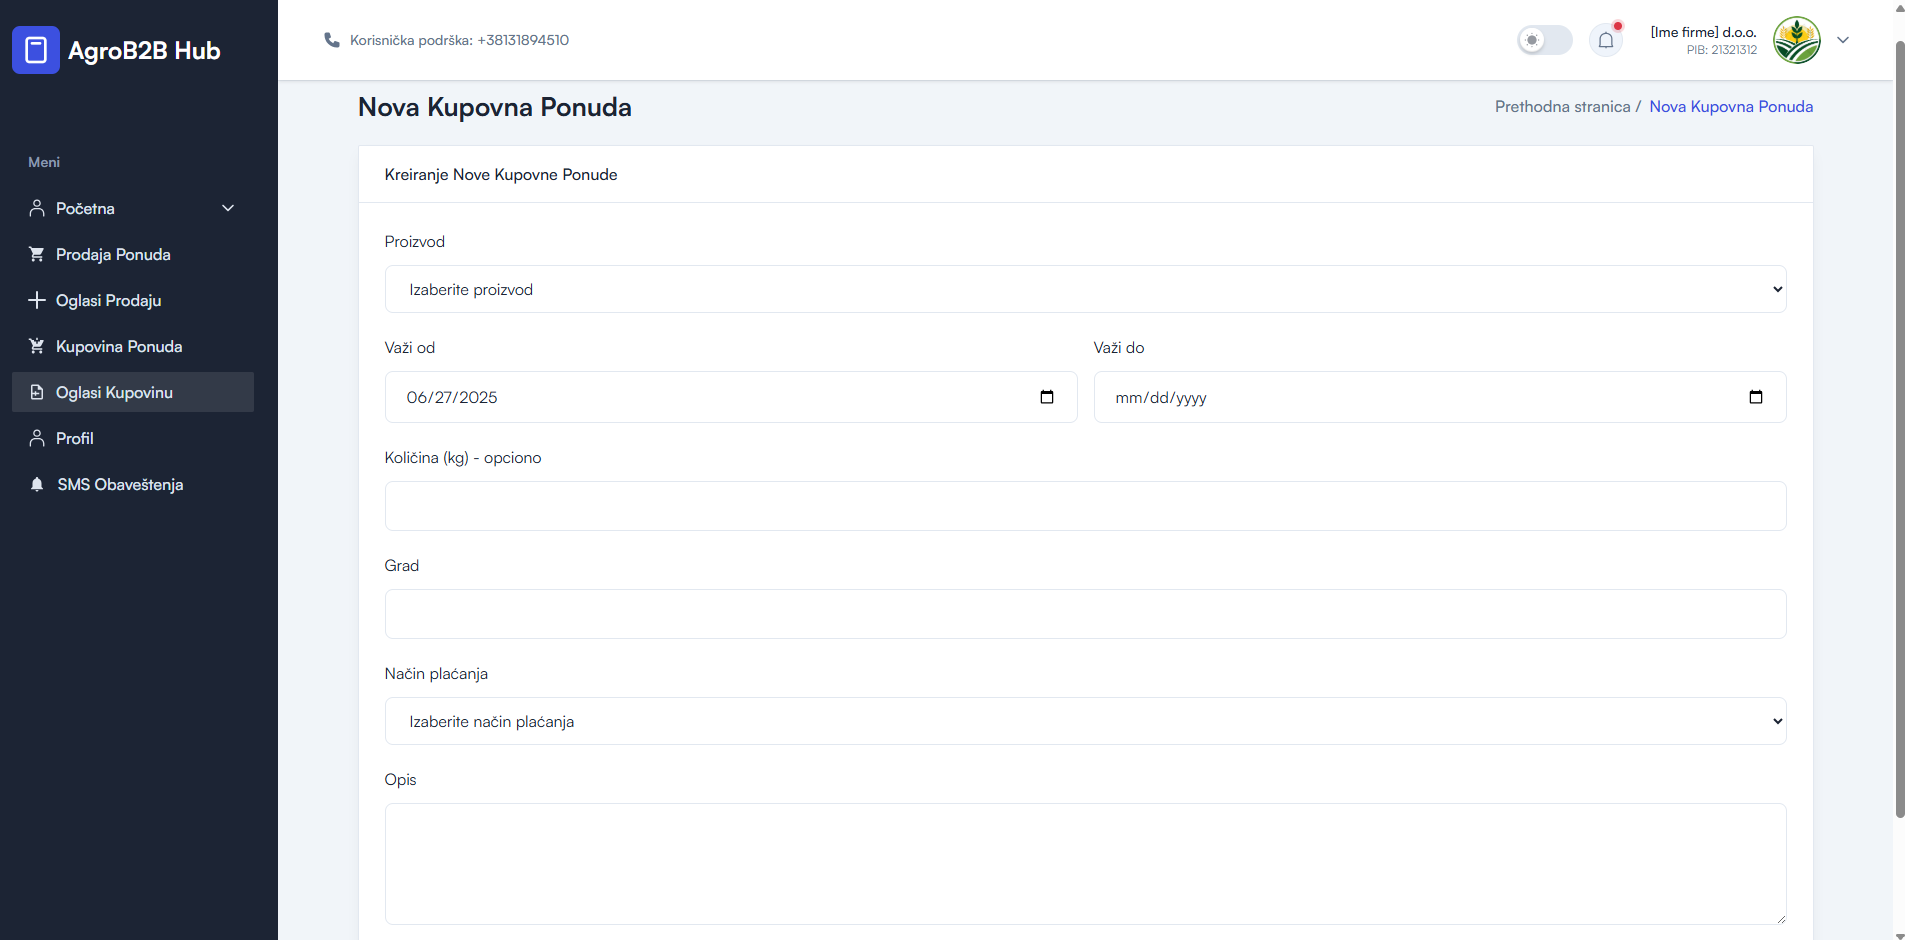 AgroB2B Hub
Korisnička podrška: +38131894510
[Ime firme] d.o.o.
PIB: 21321312
Meni
Početna
Prodaja Ponuda
Oglasi Prodaju
Kupovina Ponuda
Oglasi Kupovinu
Profil
SMS Obaveštenja
Nova Kupovna Ponuda
Prethodna stranica / Nova Kupovna Ponuda
Kreiranje Nove Kupovne Ponude
Proizvod
Izaberite proizvod
Važi od
Važi do
06/27/2025
mm/dd/yyyy
Količina (kg) - opciono
Grad
Način plaćanja
Izaberite način plaćanja
Opis